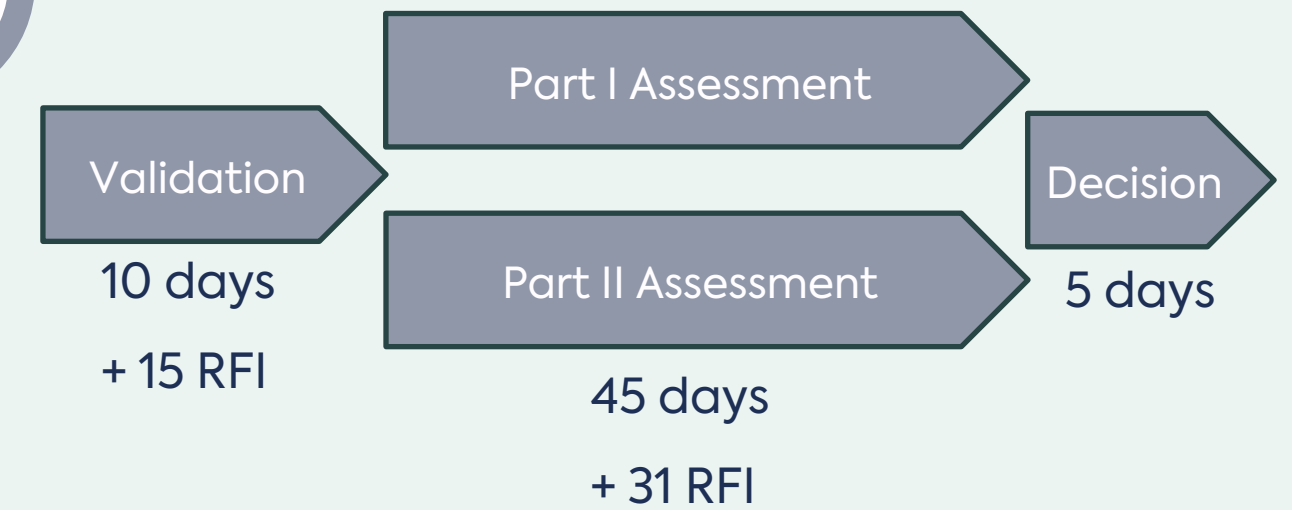 Validation
10 days
+ 15 RFI
Part I Assessment
Part II Assessment
45 days
+ 31 RFI
Decision
5 days